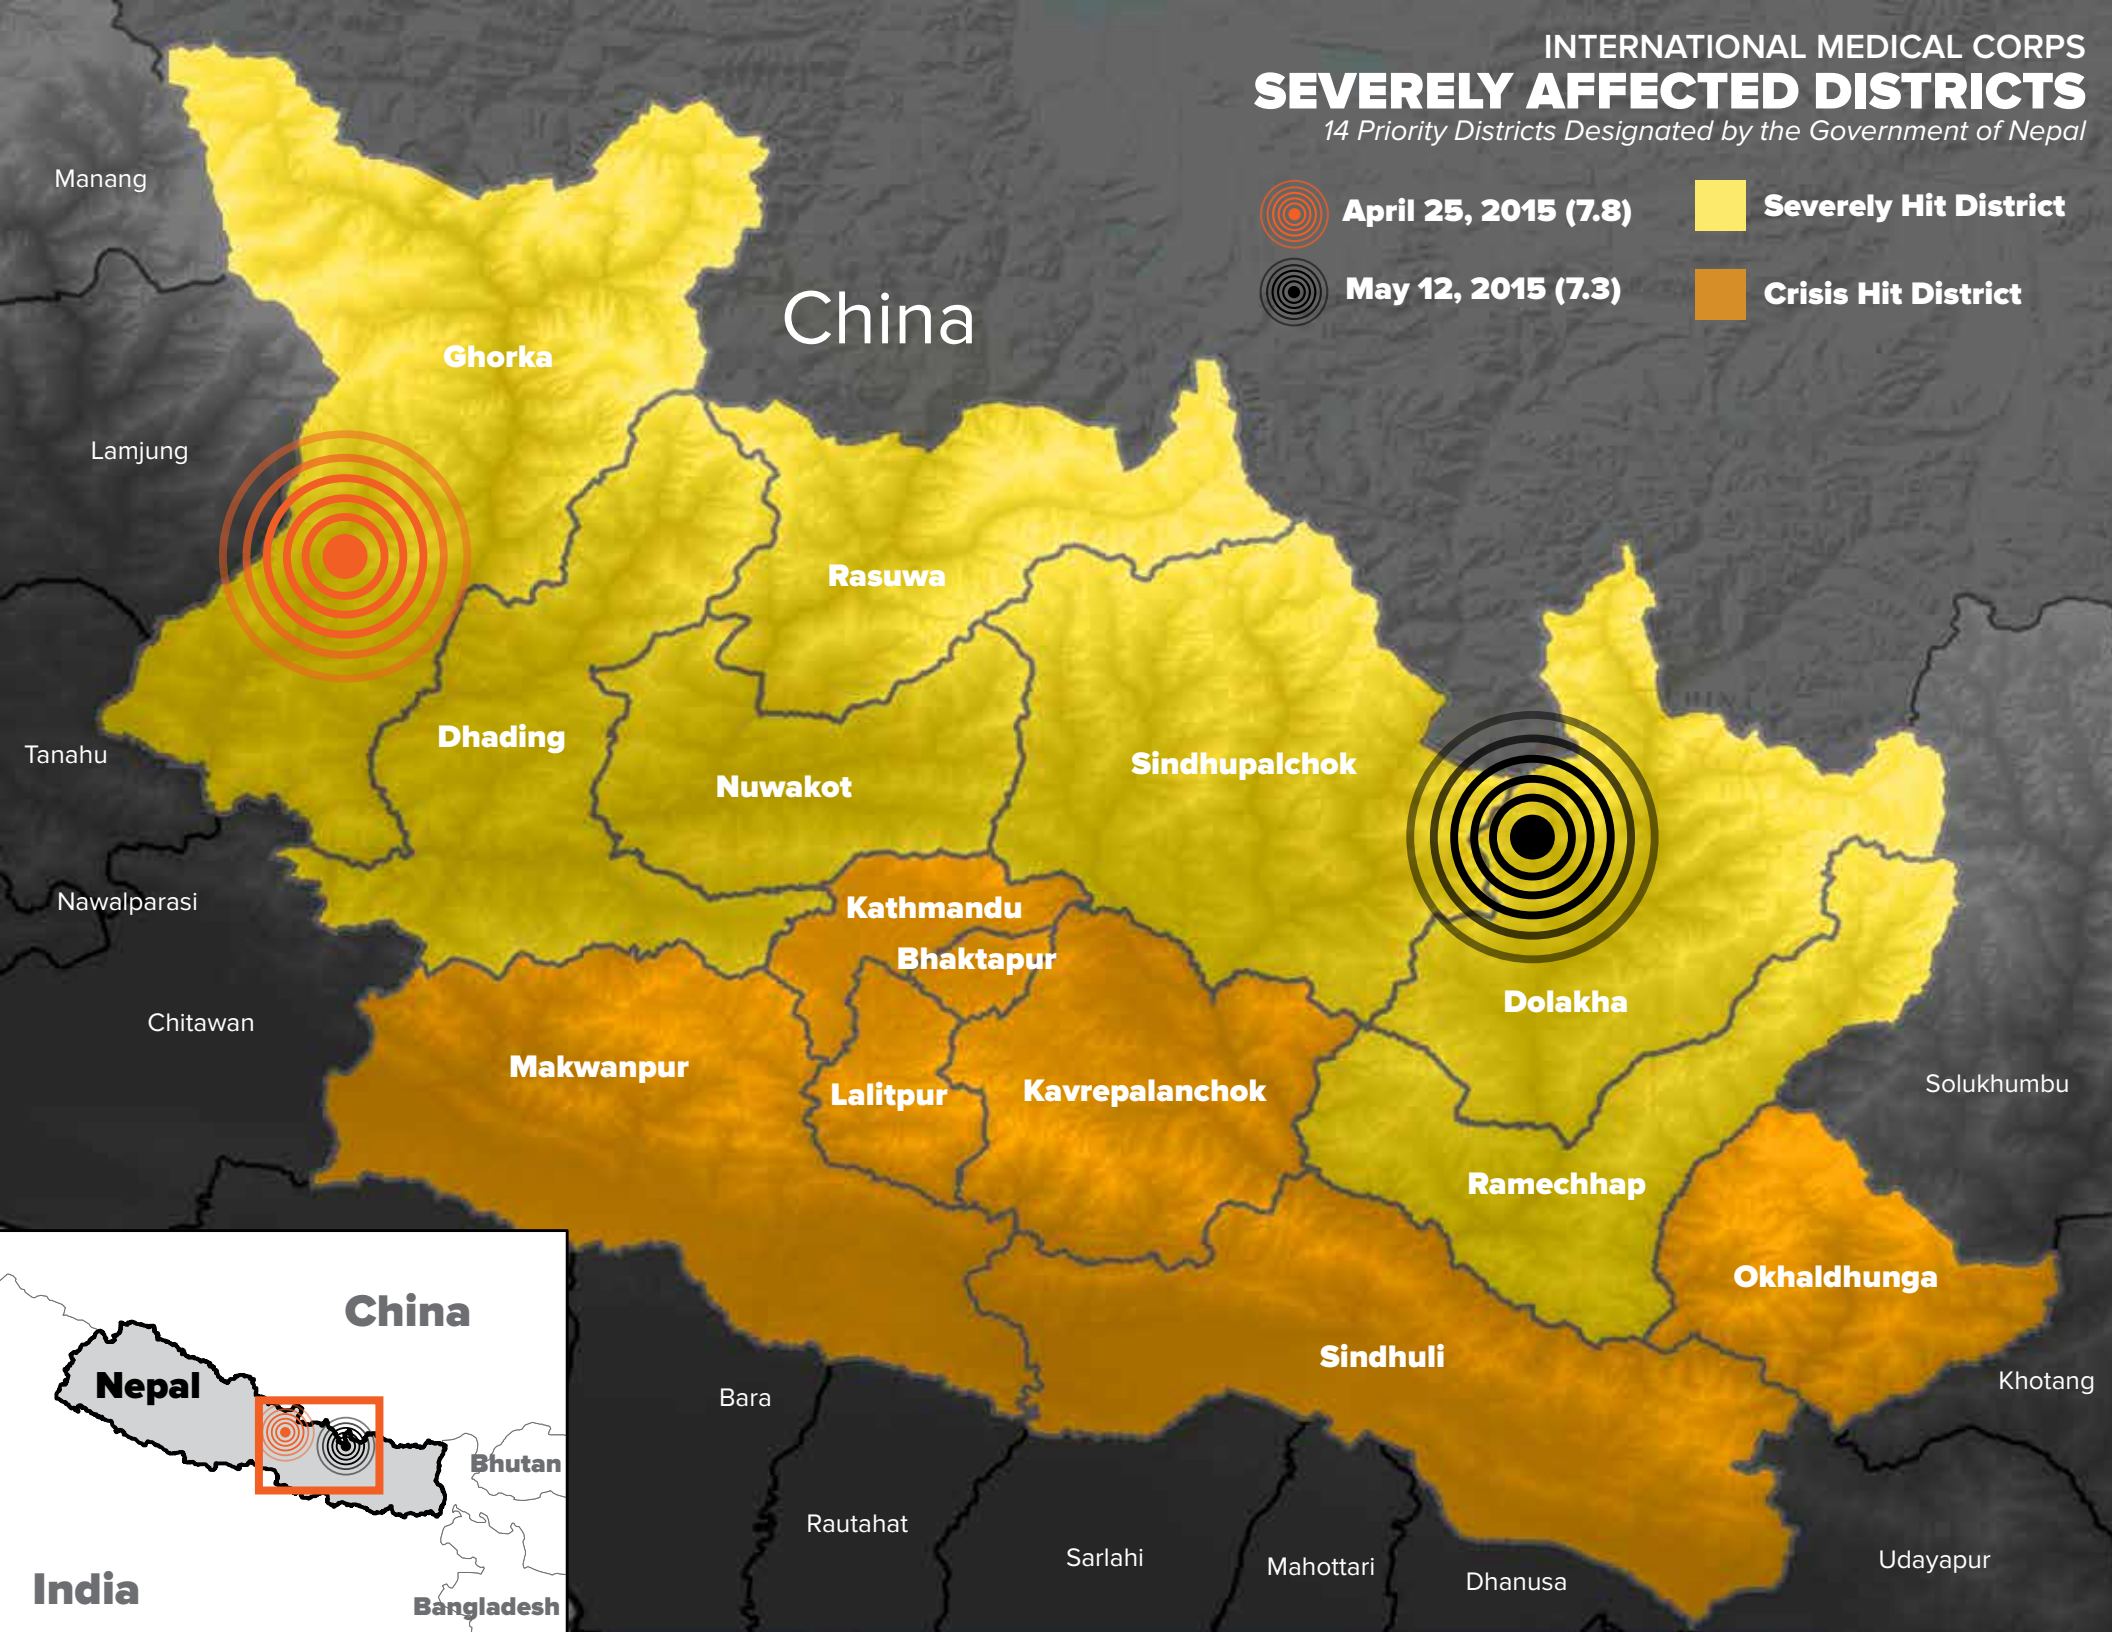 INTERNATIONAL MEDICAL CORPS
SEVERELY AFFECTED DISTRICTS
14 Priority Districts Designated by the Government of Nepal
April 25, 2015 (7.8)
Severely Hit District
May 12, 2015 (7.3)
Crisis Hit District
Manang
China
Ghorka
Lamjung
Rasuwa
Dhading
Tanahu
Nuwakot
Sindhupalchok
Nawalparasi
Kathmandu
Bhaktapur
Dolakha
Chitawan
Makwanpur
Lalitpur
Kavrepalanchok
Solukhumbu
Ramechhap
Okhaldhunga
Sindhuli
Khotang
Bara
Rautahat
Sarlahi
Mahottari
Dhanusa
Udayapur
China
Nepal
Bhutan
India
Bangladesh